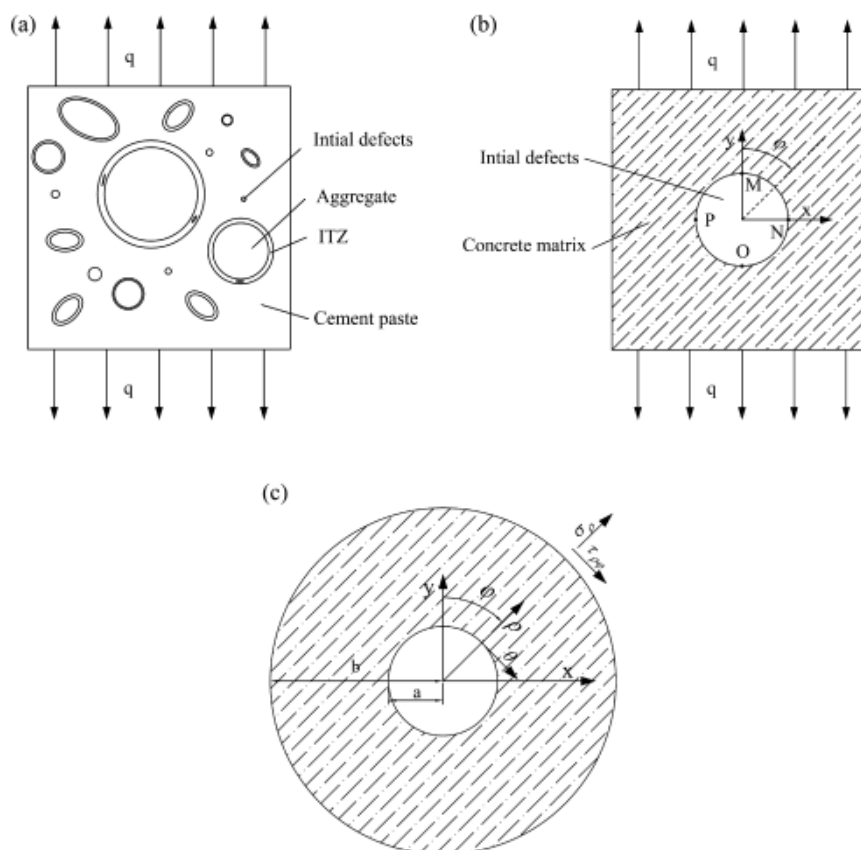 (a)
q
Intial defects
Aggregate
ITZ
Cement paste
q
(b)
q
y
φ
Intial defects
M
P
x
N
Concrete matrix
O
q
(c)
σρ
τρφ
y
φ
ρ
θ
b
x
a